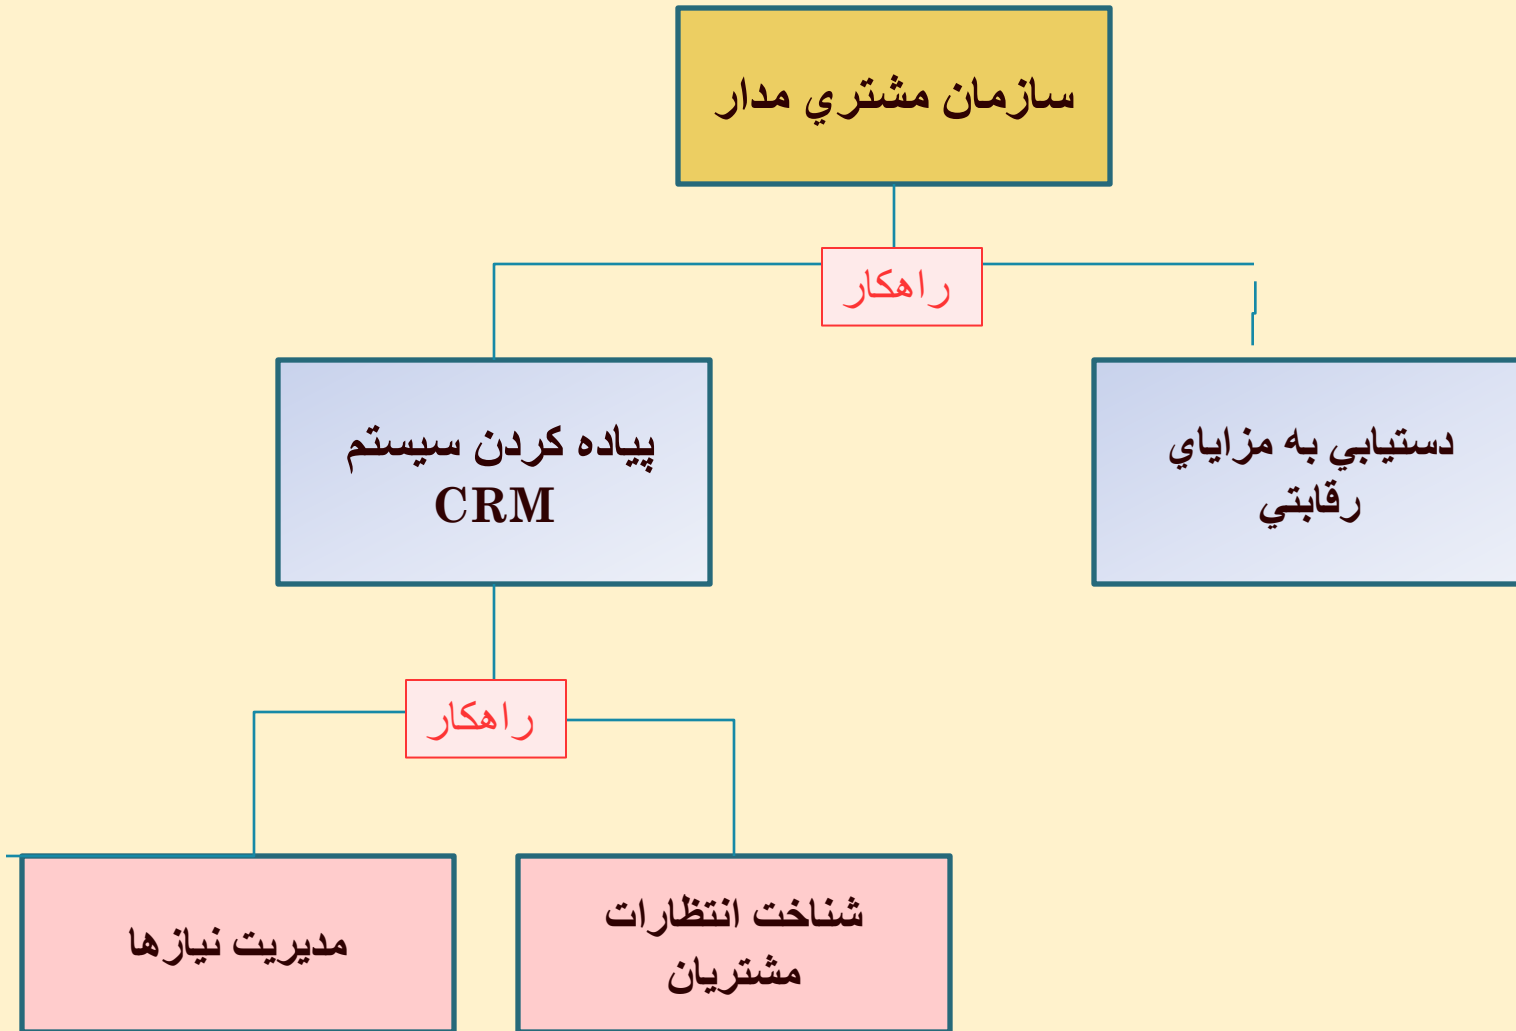 سازمان مشتري مدار
راهكار
دستيابي به مزاياي
رقابتي
پياده كردن سيستم
CRM
راهكار
شناخت انتظارات
مشتريان
مديريت نيازها